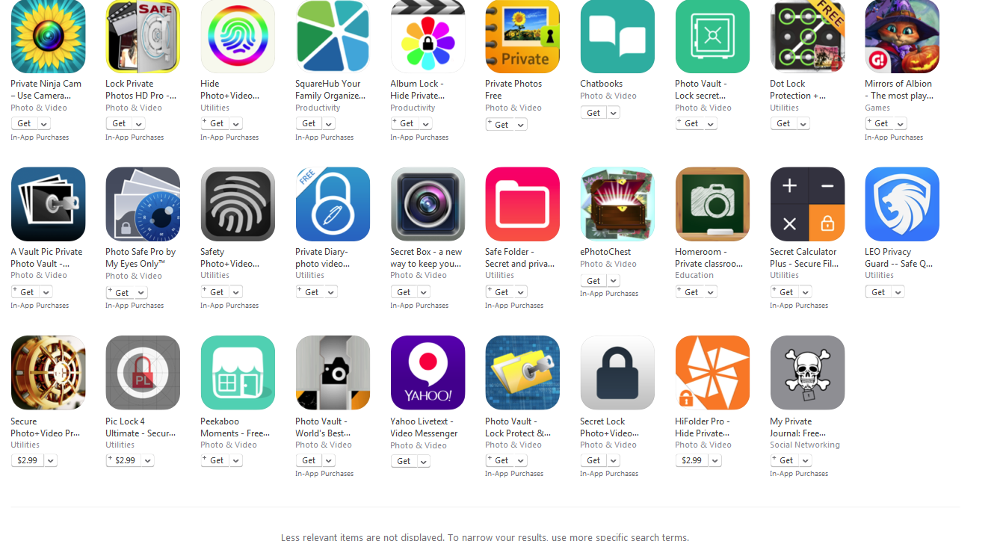 SAFE
Private
FREE
G!
Private Ninja Cam
– Use Camera...
Photo & Video
Get
In-App Purchases
Lock Private
Photos HD Pro -...
Photo & Video
Get
In-App Purchases
Hide
Photo+Video...
Utilities
+ Get
In-App Purchases
SquareHub Your
Family Organize...
Productivity
Get
In-App Purchases
Album Lock -
Hide Private...
Productivity
+ Get
In-App Purchases
Private Photos
Free
Photo & Video
+ Get
Chatbooks
Photo & Video
Get
Photo Vault -
Lock secret...
Photo & Video
+ Get
In-App Purchases
Dot Lock
Protection +...
Utilities
Get
Mirrors of Albion
- The most play...
Games
+ Get
In-App Purchases
FREE
A Vault Pic Private
Photo Vault -...
Photo & Video
+ Get
In-App Purchases
Photo Safe Pro by
My Eyes Only™
Photo & Video
+ Get
In-App Purchases
Safety
Photo+Video...
Utilities
+ Get
In-App Purchases
Private Diary-
photo video...
Utilities
+ Get
Secret Box - a new
way to keep you...
Photo & Video
Get
In-App Purchases
Safe Folder -
Secret and priva...
Utilities
+ Get
In-App Purchases
ePhotoChest
Photo & Video
Get
In-App Purchases
Homeroom -
Private classroo...
Education
+ Get
Secret Calculator
Plus - Secure Fil...
Utilities
+ Get
In-App Purchases
LEO Privacy
Guard -- Safe Q...
Utilities
Get
PL
YAHOO!
Secure
Photo+Video Pr...
Utilities
$2.99
Pic Lock 4
Ultimate - Secur...
Utilities
+ $2.99
Peekaboo
Moments - Free...
Photo & Video
+ Get
Photo Vault -
World's Best...
Photo & Video
Get
In-App Purchases
Yahoo Livetext -
Video Messenger
Photo & Video
Get
Photo Vault -
Lock Protect &...
Photo & Video
+ Get
In-App Purchases
Secret Lock
Photo+Video...
Photo & Video
Get
In-App Purchases
HiFolder Pro -
Hide Private...
Photo & Video
$2.99
My Private
Journal: Free...
Social Networking
+ Get
In-App Purchases
Less relevant items are not displayed. To narrow your results, use more specific search terms.